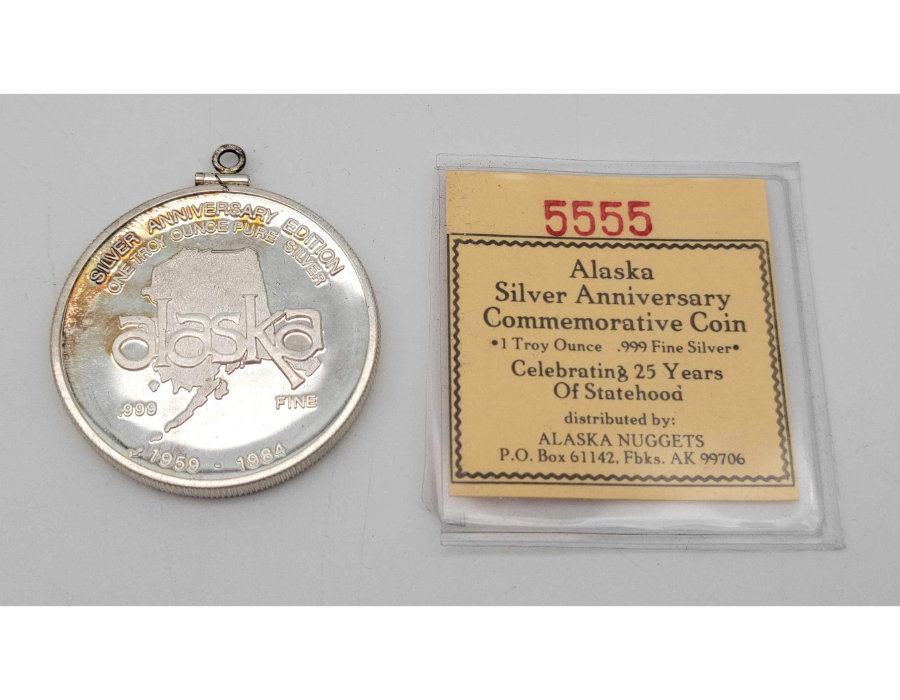 SILVER ANNIVERSARY EDITION
ONE TROY OUNCE PURE SILVER
alaska
.999 FINE
1959 - 1984
5555
Alaska
Silver Anniversary
Commemorative Coin
•1 Troy Ounce .999 Fine Silver•
Celebrating 25 Years
Of Statehood
distributed by:
ALASKA NUGGETS
P.O. Box 61142, Fbks. AK 99706